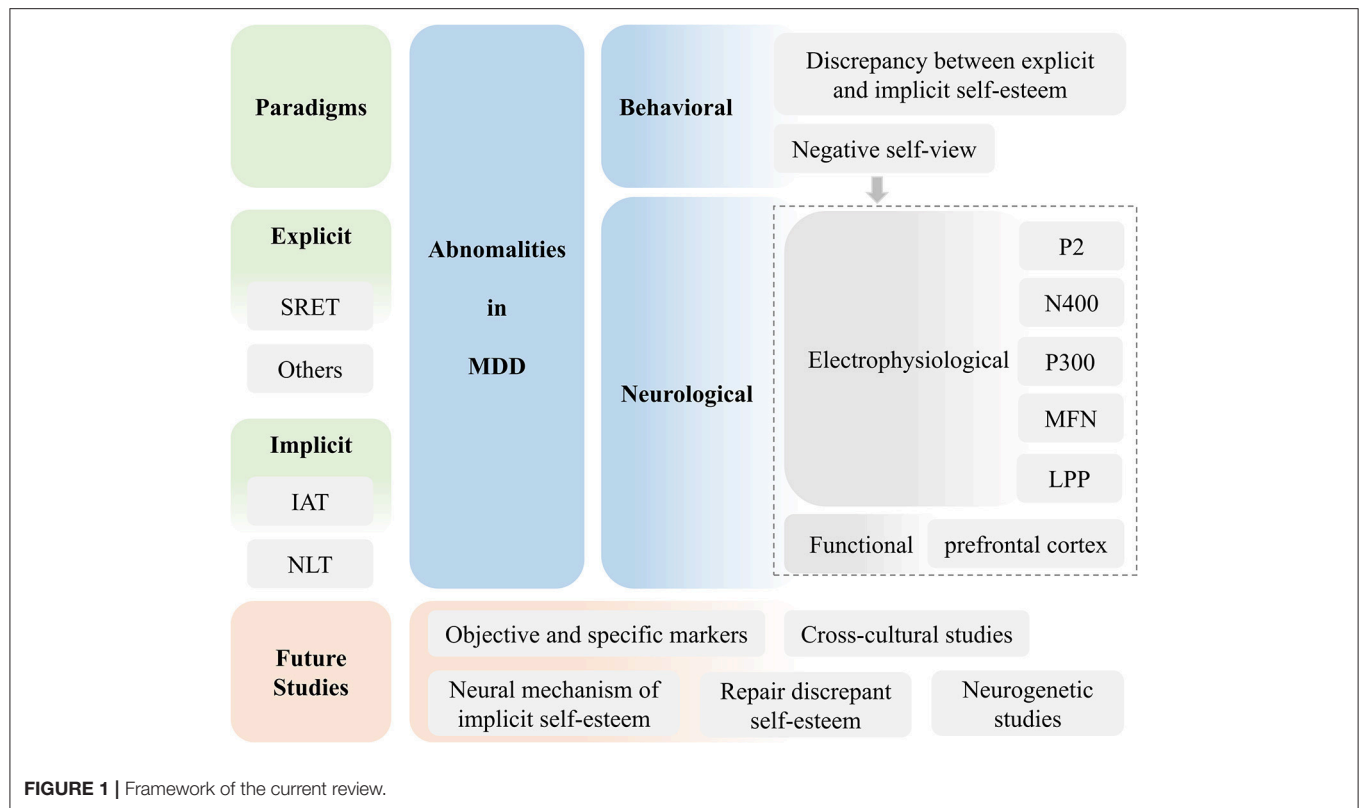 Paradigms
Explicit
SRET
Others
Implicit
IAT
NLT
Abnomalities
in
MDD
Behavioral
Discrepancy between explicit
and implicit self-esteem
Negative self-view
Neurological
Electrophysiological
P2
N400
P300
MFN
LPP
Functional
prefrontal cortex
Future
Studies
Objective and specific markers
Cross-cultural studies
Neural mechanism of
implicit self-esteem
Repair discrepant
self-esteem
Neurogenetic
studies
FIGURE 1 | Framework of the current review.